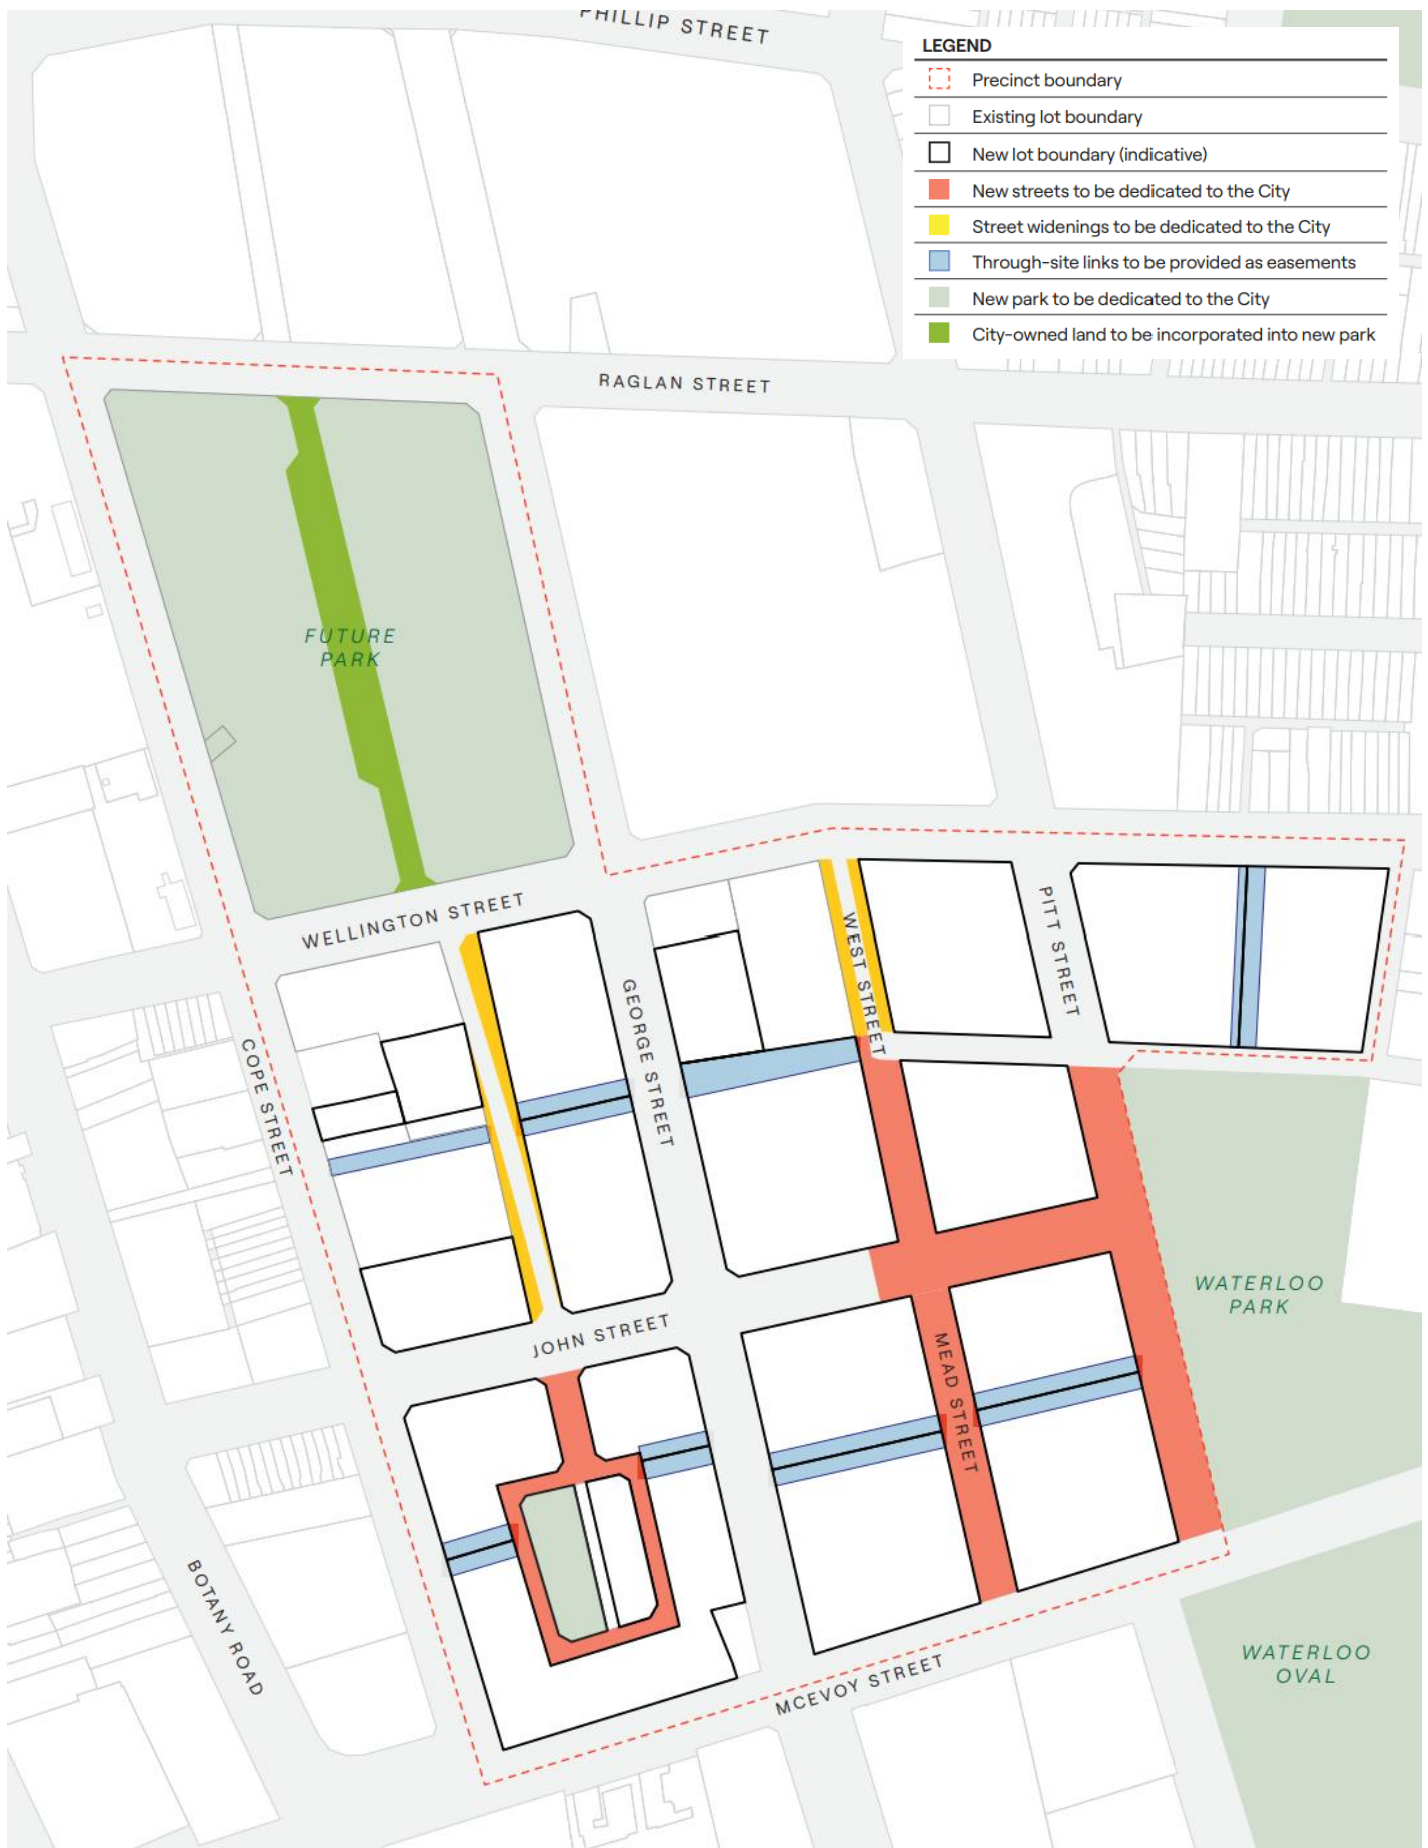 PHILLIP STREET
LEGEND
Precinct boundary
Existing lot boundary
New lot boundary (indicative)
New streets to be dedicated to the City
Street widenings to be dedicated to the City
Through-site links to be provided as easements
New park to be dedicated to the City
City-owned land to be incorporated into new park
RAGLAN STREET
FUTURE
PARK
WELLINGTON STREET
WEST STREET
PITT STREET
GEORGE STREET
COPE STREET
WATERLOO
PARK
JOHN STREET
MEAD STREET
BOTANY ROAD
MCEVOY STREET
WATERLOO
OVAL